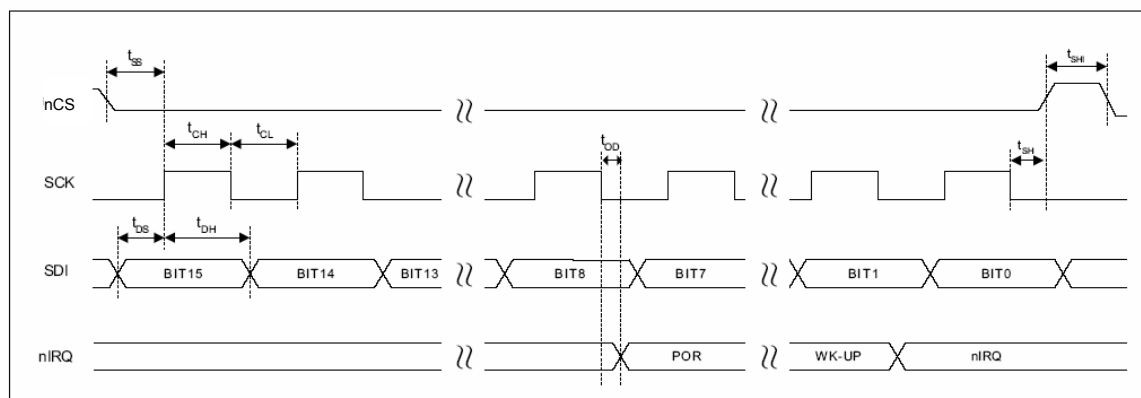 tSS
tSHI
nCS
tCH
tCL
tOD
tSH
SCK
tDS
tDH
SDI
BIT15
BIT14
BIT13
BIT8
BIT7
BIT1
BIT0
nIRQ
POR
WK-UP
nIRQ